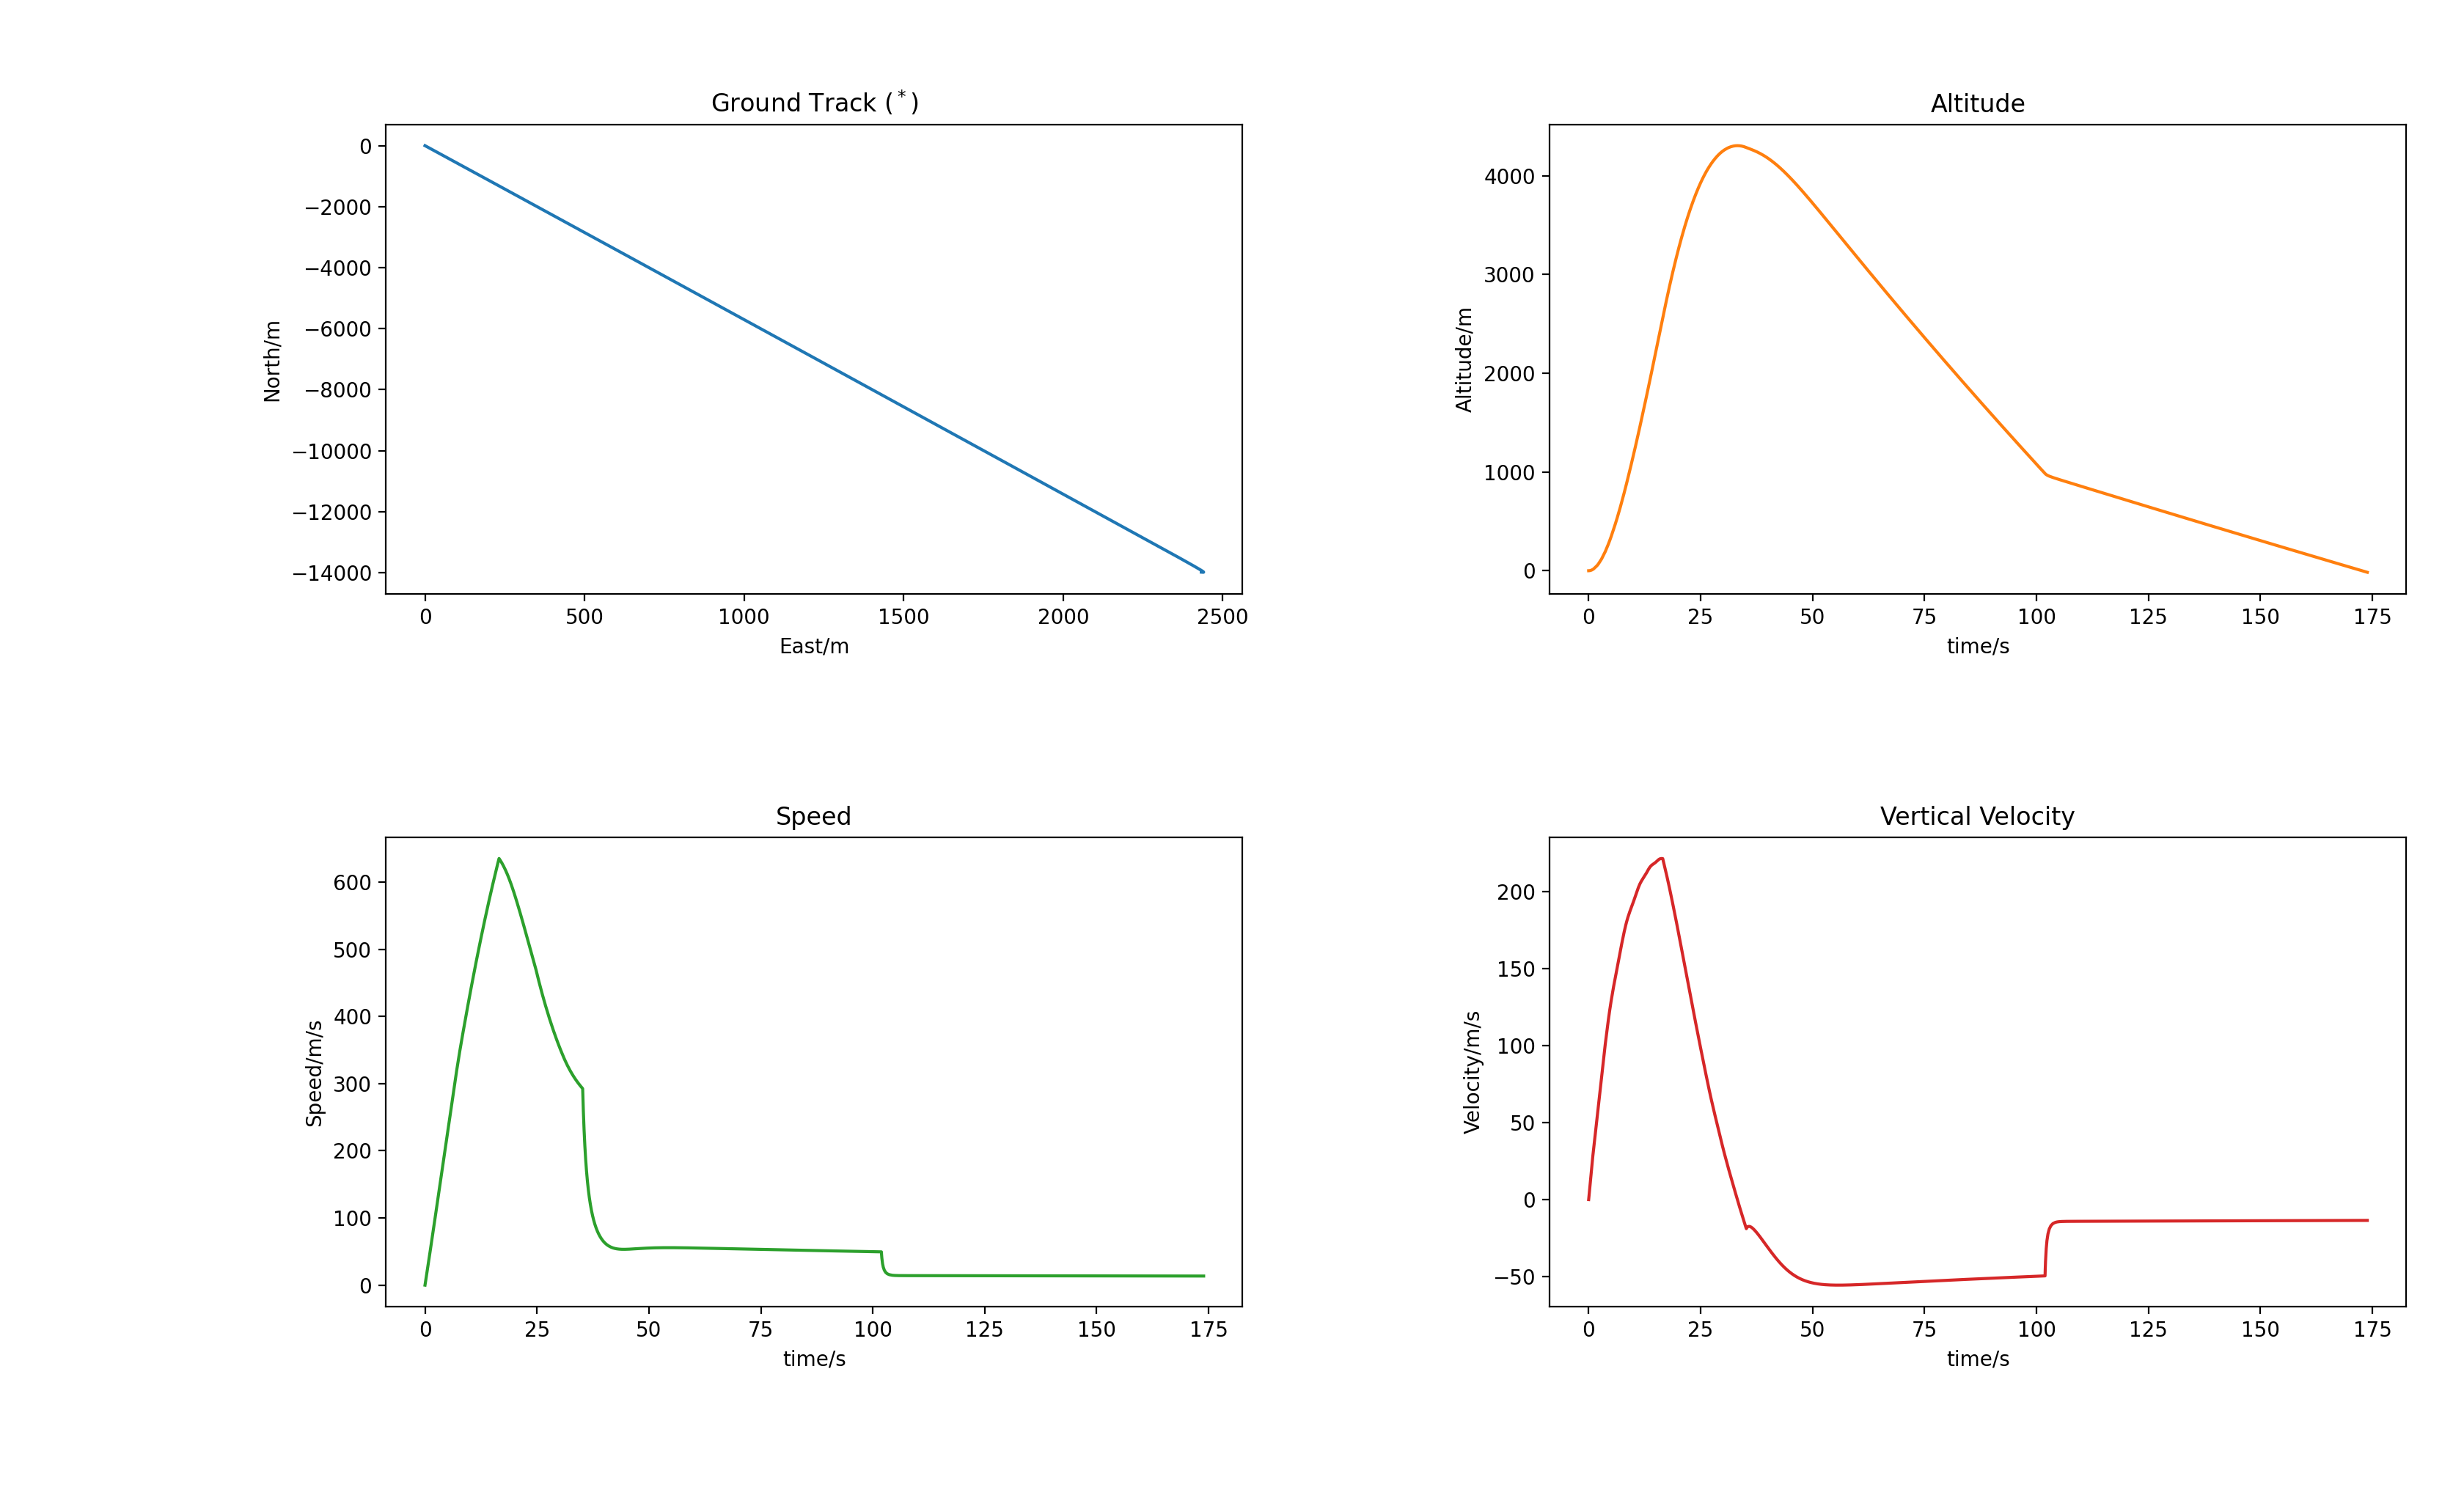 Ground Track (*)
North/m
0
−2000
−4000
−6000
−8000
−10000
−12000
−14000
0 500 1000 1500 2000 2500
East/m
Altitude
Altitude/m
4000
3000
2000
1000
0
0 25 50 75 100 125 150 175
time/s
Speed
Speed/m/s
600
500
400
300
200
100
0
0 25 50 75 100 125 150 175
time/s
Vertical Velocity
Velocity/m/s
200
150
100
50
0
−50
0 25 50 75 100 125 150 175
time/s